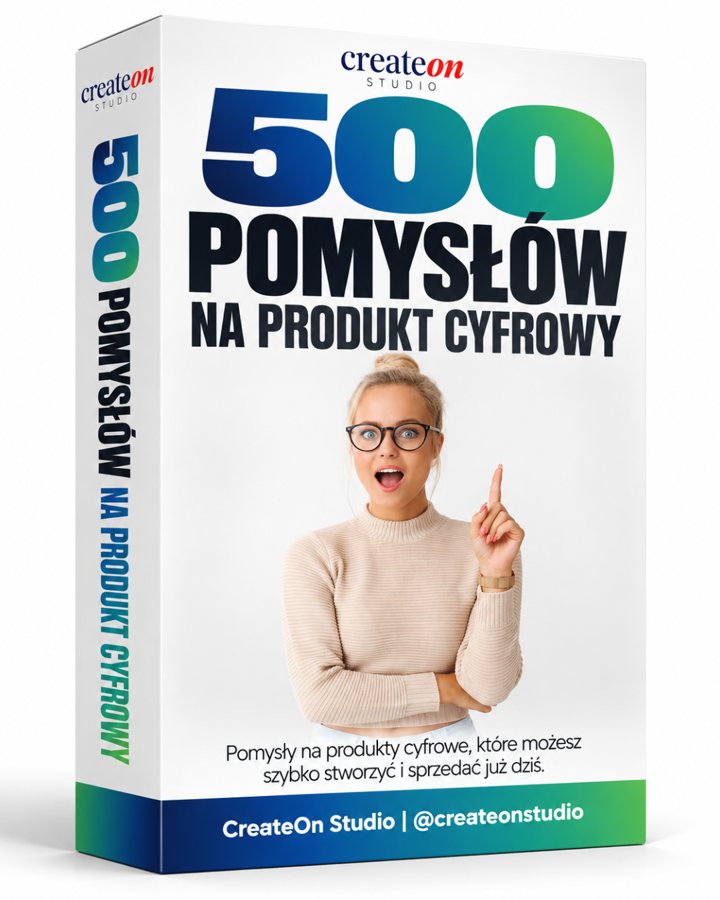 createon
STUDIO
500 POMYSŁÓW NA PRODUKT CYFROWY
createon
STUDIO
500
POMYSŁÓW
NA PRODUKT CYFROWY
Pomysły na produkty cyfrowe, które możesz
szybko stworzyć i sprzedać już dziś.
CreateOn Studio | @createonstudio